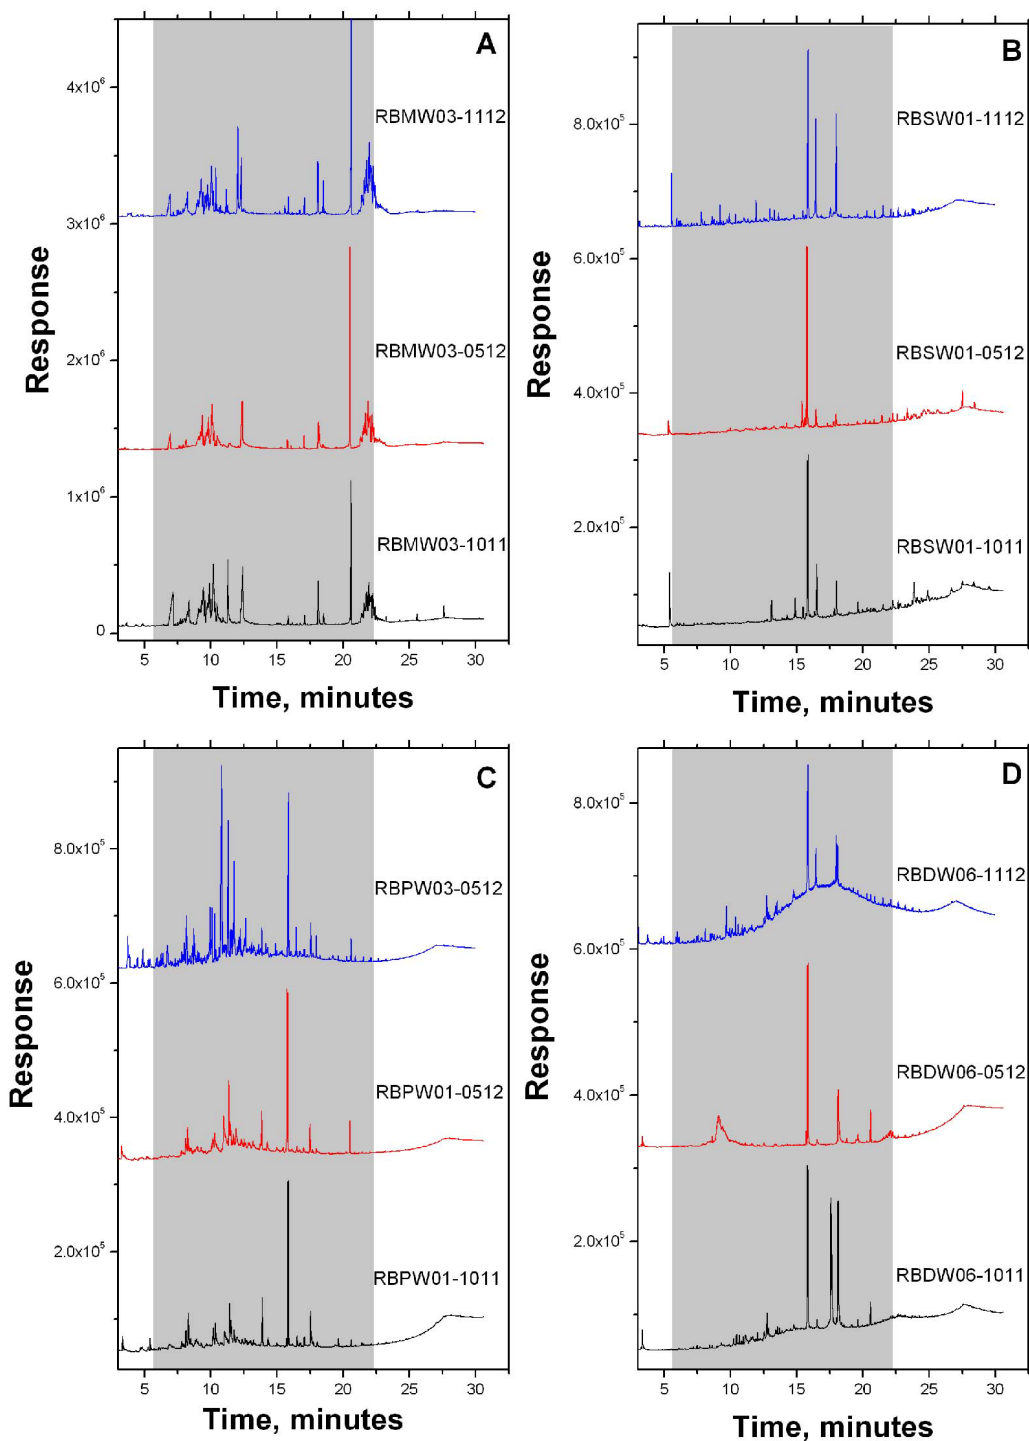 A
4x10⁶
3x10⁶
2x10⁶
1x10⁶
0
Response
RBMW03-1112
RBMW03-0512
RBMW03-1011
5 10 15 20 25 30
Time, minutes
B
8.0x10⁵
6.0x10⁵
4.0x10⁵
2.0x10⁵
Response
RBSW01-1112
RBSW01-0512
RBSW01-1011
5 10 15 20 25 30
Time, minutes
C
8.0x10⁵
6.0x10⁵
4.0x10⁵
2.0x10⁵
Response
RBPW03-0512
RBPW01-0512
RBPW01-1011
5 10 15 20 25 30
Time, minutes
D
8.0x10⁵
6.0x10⁵
4.0x10⁵
2.0x10⁵
Response
RBDW06-1112
RBDW06-0512
RBDW06-1011
5 10 15 20 25 30
Time, minutes